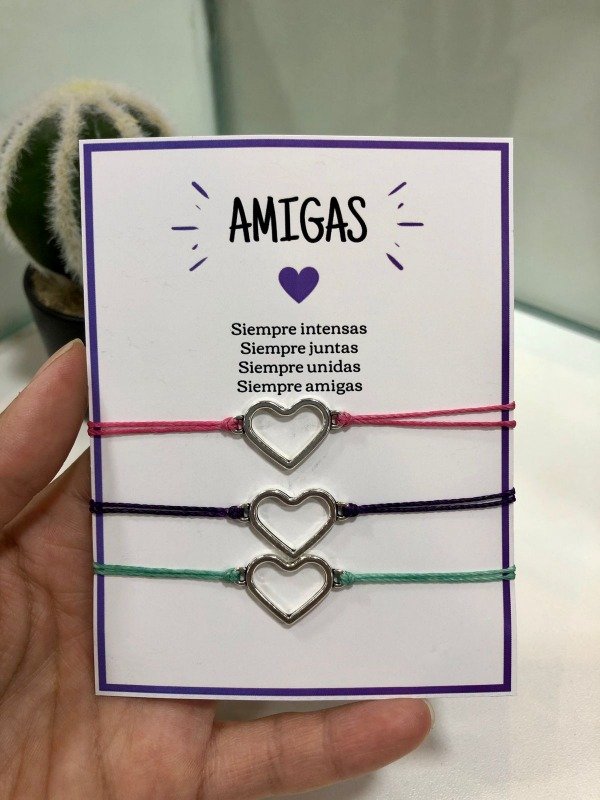 AMIGAS
Siempre intensas
Siempre juntas
Siempre unidas
Siempre amigas